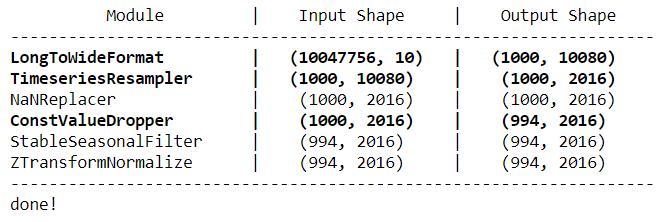 Module | Input Shape | Output Shape
--------------------------------------------------------------
LongToWideFormat | (10047756, 10) | (1000, 10080)
TimeseriesResampler | (1000, 10080) | (1000, 2016)
NaNReplacer | (1000, 2016) | (1000, 2016)
ConstValueDropper | (1000, 2016) | (994, 2016)
StableSeasonalFilter | (994, 2016) | (994, 2016)
ZTransformNormalize | (994, 2016) | (994, 2016)
--------------------------------------------------------------
done!